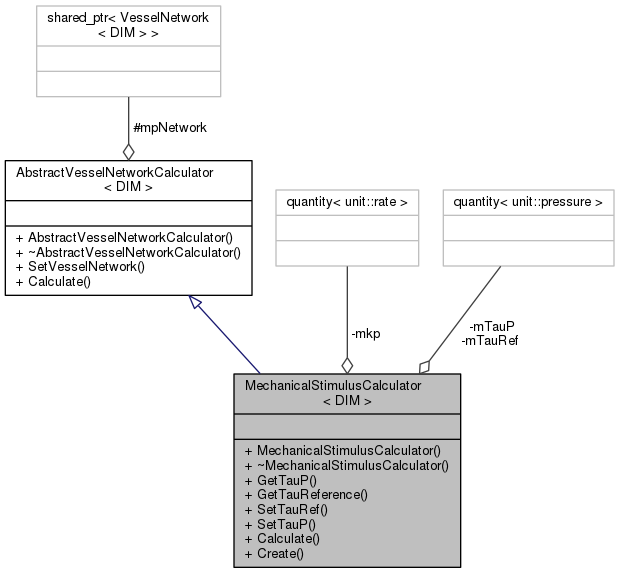 shared_ptr< VesselNetwork
< DIM > >
#mpNetwork
AbstractVesselNetworkCalculator
< DIM >
+ AbstractVesselNetworkCalculator()
+ ~AbstractVesselNetworkCalculator()
+ SetVesselNetwork()
+ Calculate()
quantity< unit::rate >
quantity< unit::pressure >
-mkp
-mTauP
-mTauRef
MechanicalStimulusCalculator
< DIM >
+ MechanicalStimulusCalculator()
+ ~MechanicalStimulusCalculator()
+ GetTauP()
+ GetTauReference()
+ SetTauRef()
+ SetTauP()
+ Calculate()
+ Create()